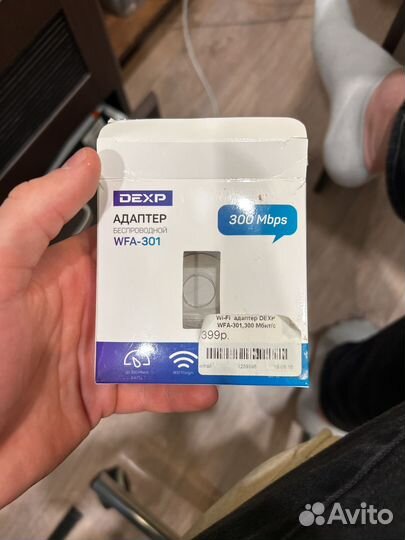 DEXP
АДАПТЕР
БЕСПРОВОДНОЙ
WFA-301
300 Mbps
Wi-Fi адаптер DEXP
WFA-301,300 Мбит/с
399р.
Avito